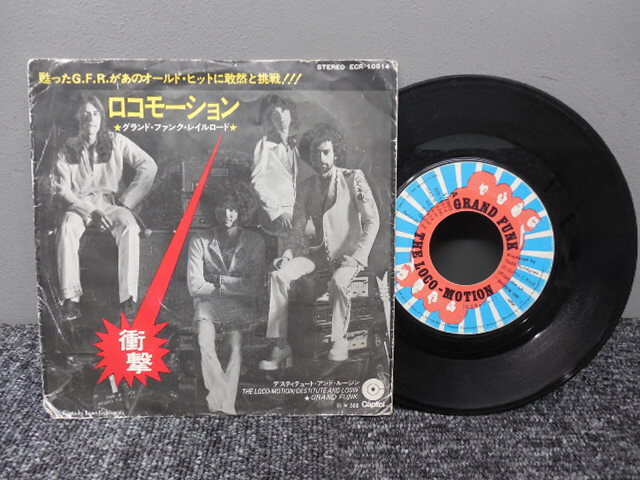 STEREO ECR-10514
甦ったG.F.R.があのオールド・ヒットに敢然と挑戦!!!
ロコモーション
★グランド・ファンク・レイルロード★
衝撃
デスティテュート・アンド・ルージン
THE LOCO-MOTION/DESTITUTE AND LOSIN'
★GRAND FUNK
¥500
Capitol
GRAND FUNK
THE LOCO-MOTION